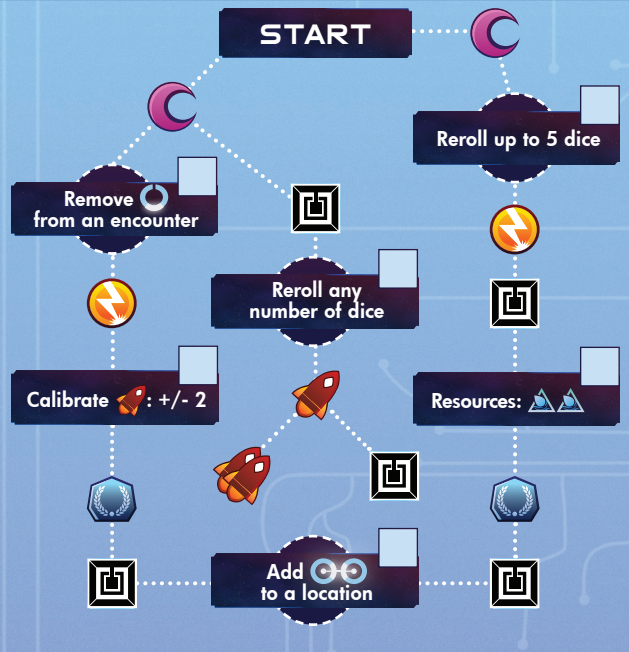 START
Reroll up to 5 dice
Remove
from an encounter
Reroll any
number of dice
Calibrate : +/- 2
Resources:
Add
to a location